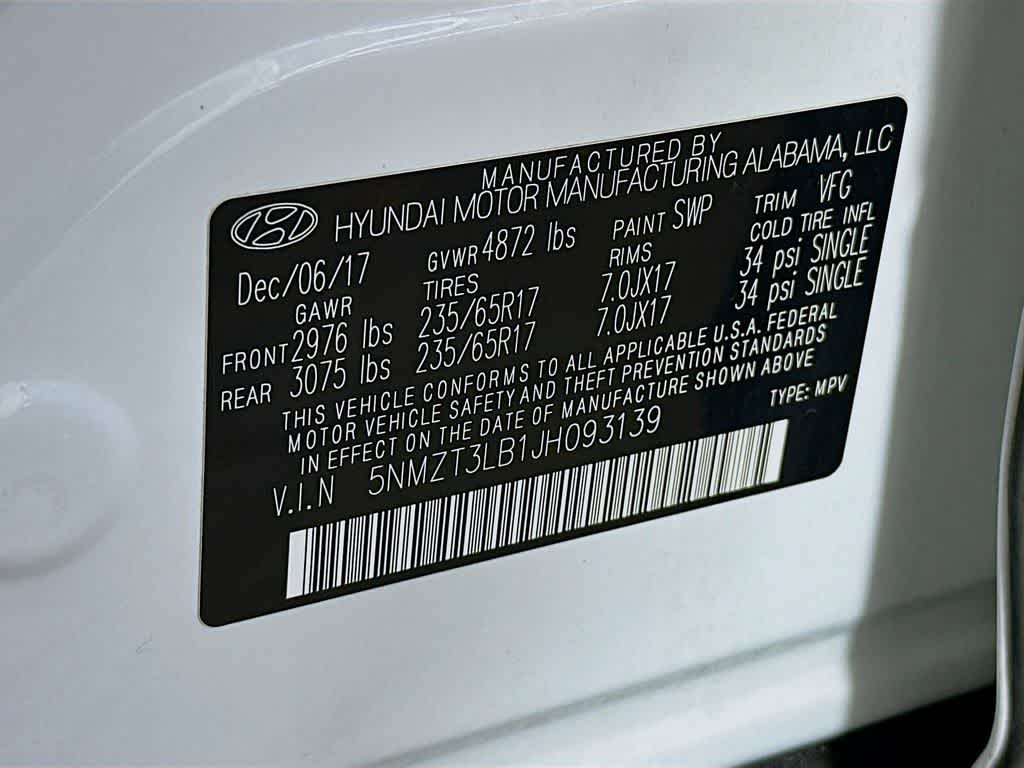 MANUFACTURED BY
HYUNDAI MOTOR MANUFACTURING ALABAMA, LLC
Dec/06/17 GVWR 4872 lbs PAINT SWP TRIM VFG
GAWR TIRES RIMS COLD TIRE INFL
FRONT 2976 lbs 235/65R17 7.0JX17 34 psi SINGLE
REAR 3075 lbs 235/65R17 7.0JX17 34 psi SINGLE
THIS VEHICLE CONFORMS TO ALL APPLICABLE U.S.A. FEDERAL
MOTOR VEHICLE SAFETY AND THEFT PREVENTION STANDARDS
IN EFFECT ON THE DATE OF MANUFACTURE SHOWN ABOVE
TYPE: MPV
V.I.N 5NMZT3LB1JH093139